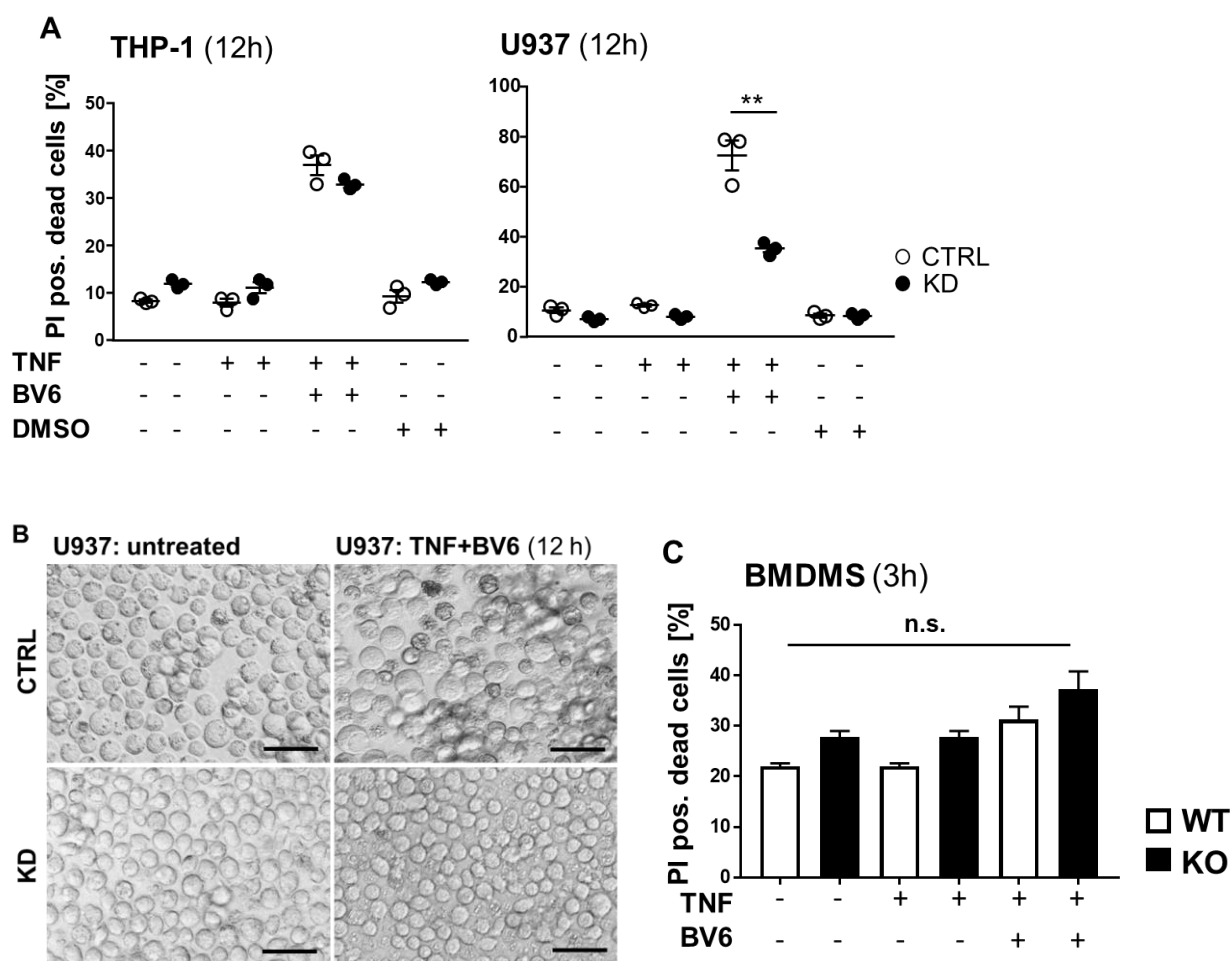 A
THP-1 (12h)
U937 (12h)
PI pos. dead cells [%]
50
40
30
20
10
0
100
80
60
40
20
0
**
CTRL
KD
TNF - - + + + + - - - - + + + + - -
BV6 - - - - + + - - - - - - + + - -
DMSO - - - - - - + + - - - - - - + +
B
U937: untreated
U937: TNF+BV6 (12 h)
CTRL
KD
C
BMDMS (3h)
PI pos. dead cells [%]
50
40
30
20
10
0
n.s.
WT
KO
TNF - - + + + +
BV6 - - - - + +